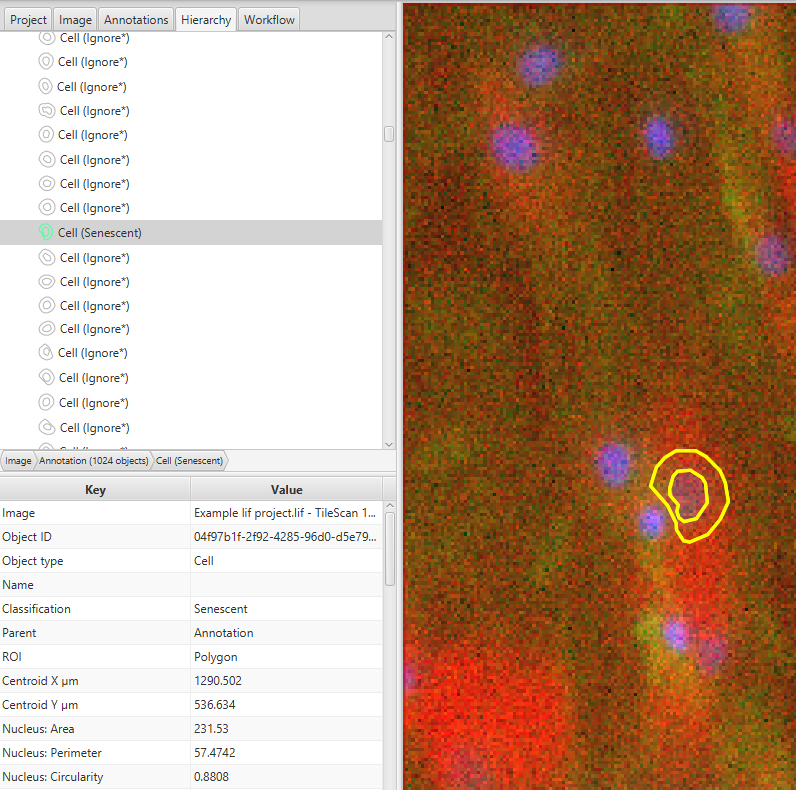 Project Image Annotations Hierarchy Workflow
Cell (Ignore*)
Cell (Ignore*)
Cell (Ignore*)
Cell (Ignore*)
Cell (Ignore*)
Cell (Ignore*)
Cell (Ignore*)
Cell (Ignore*)
Cell (Senescent)
Cell (Ignore*)
Cell (Ignore*)
Cell (Ignore*)
Cell (Ignore*)
Cell (Ignore*)
Cell (Ignore*)
Cell (Ignore*)
Cell (Ignore*)
Image Annotation (1024 objects) Cell (Senescent)
Key Value
Image Example lif project.lif - TileScan 1...
Object ID 04f97b1f-2f92-4285-96d0-d5e79...
Object type Cell
Name
Classification Senescent
Parent Annotation
ROI Polygon
Centroid X µm 1290.502
Centroid Y µm 536.634
Nucleus: Area 231.53
Nucleus: Perimeter 57.4742
Nucleus: Circularity 0.8808